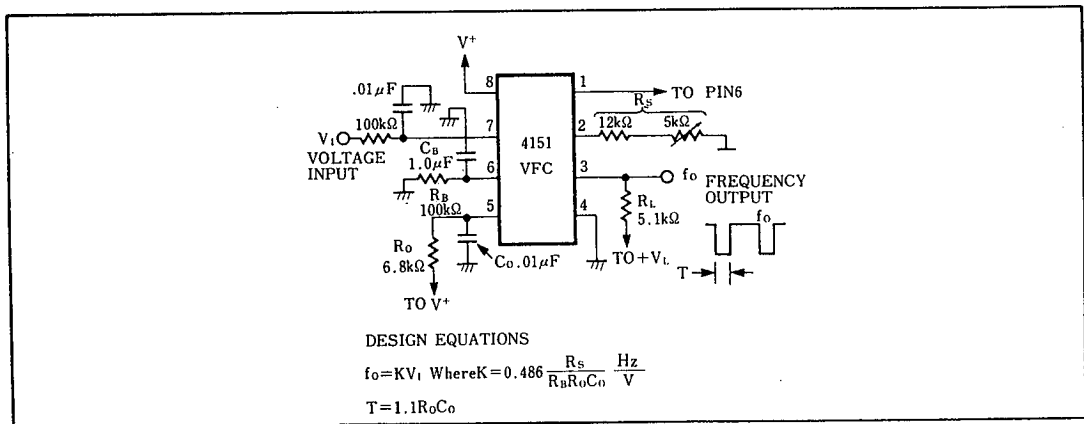 V+
8
1
TO PIN6
.01μF
RS
12kΩ
5kΩ
100kΩ
VI
VOLTAGE
INPUT
7
2
4151
VFC
CB
1.0μF
6
3
fo
FREQUENCY
OUTPUT
RB
100kΩ
5
4
RL
5.1kΩ
fo
RO
6.8kΩ
CO .01μF
TO+VL
T
TO V+
DESIGN EQUATIONS
fo=KVI WhereK=0.486 RS/RBROCO Hz/V
T=1.1ROCO